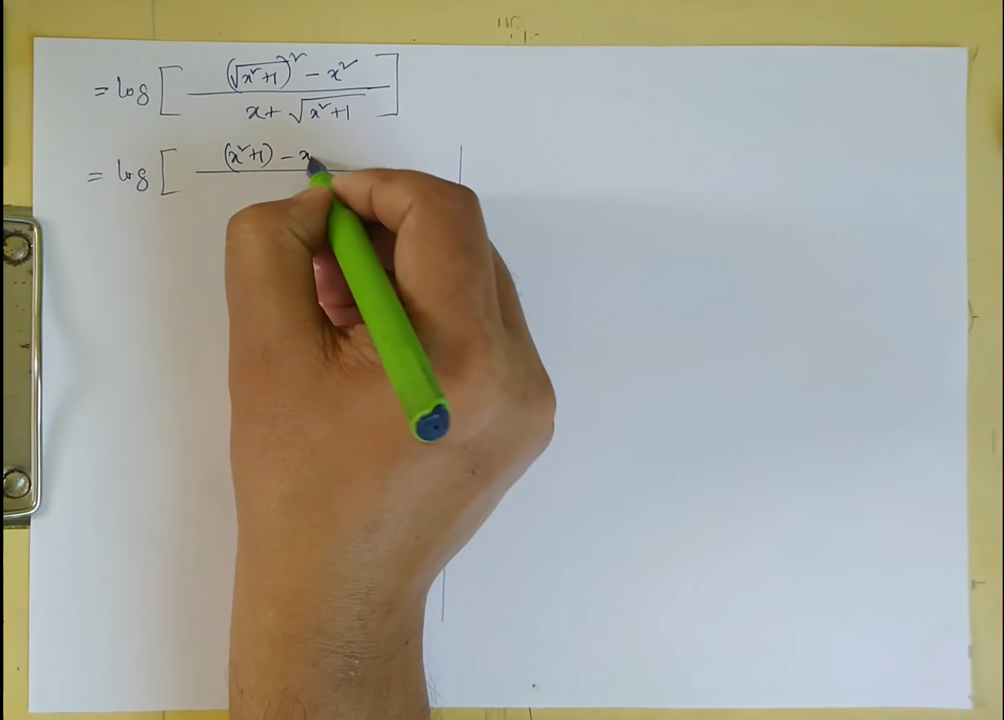 = log [ (√(x²+1))² - x² / x + √(x²+1) ]
= log [ (x²+1) - x